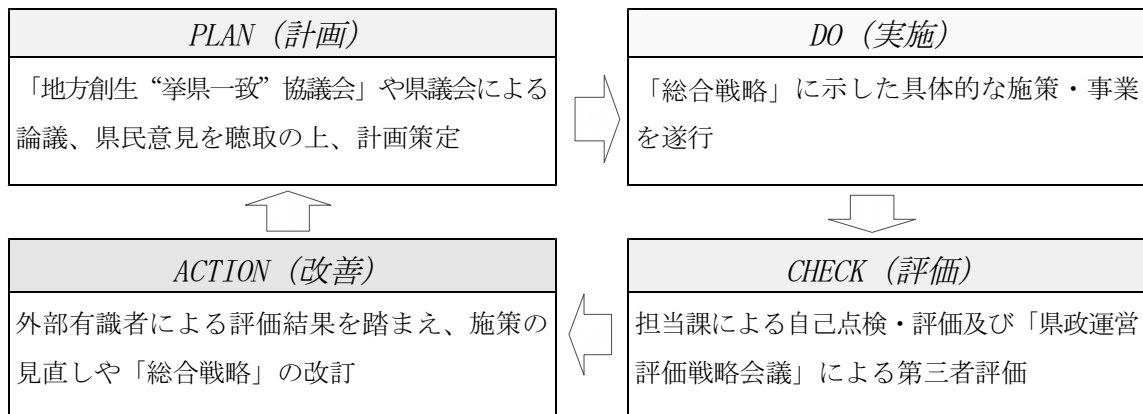 PLAN（計画）
「地方創生“挙県一致”協議会」や県議会による
論議、県民意見を聴取の上、計画策定
DO（実施）
「総合戦略」に示した具体的な施策・事業
を遂行
ACTION（改善）
外部有識者による評価結果を踏まえ、施策の
見直しや「総合戦略」の改訂
CHECK（評価）
担当課による自己点検・評価及び「県政運営
評価戦略会議」による第三者評価